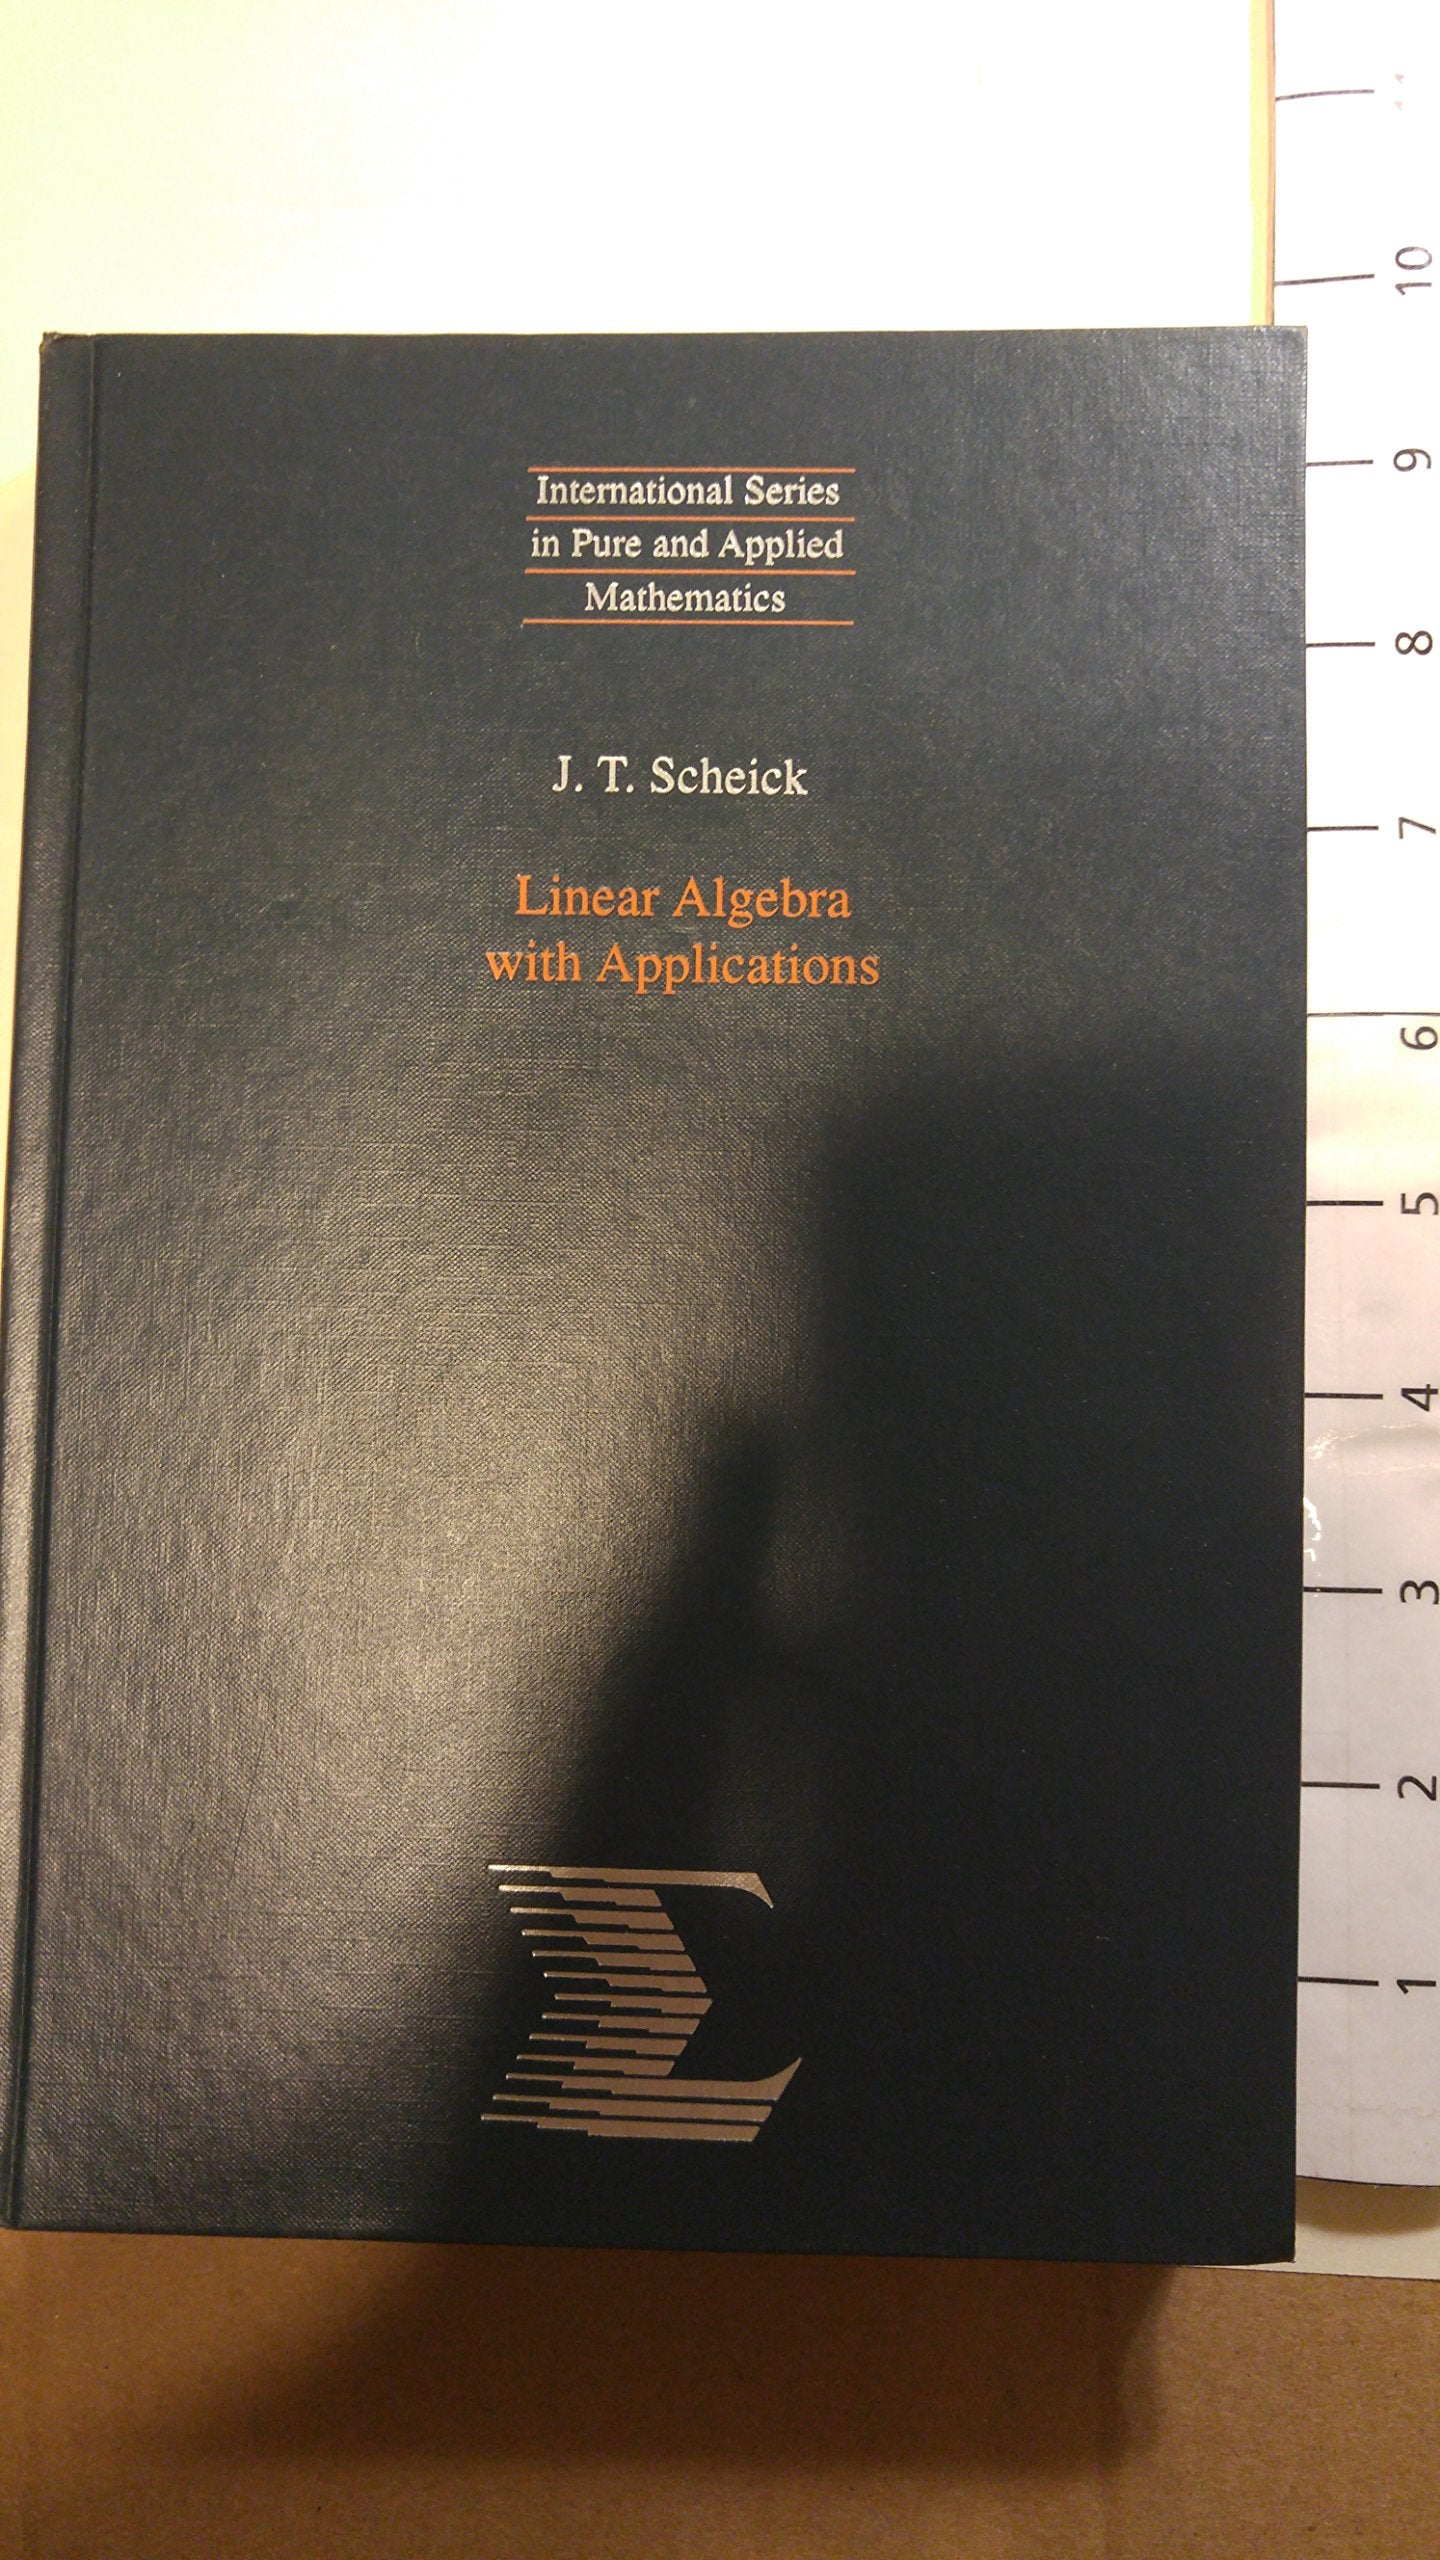 International Series
in Pure and Applied
Mathematics
J. T. Scheick
Linear Algebra
with Applications
10
9
8
7
6
5
4
3
2
1